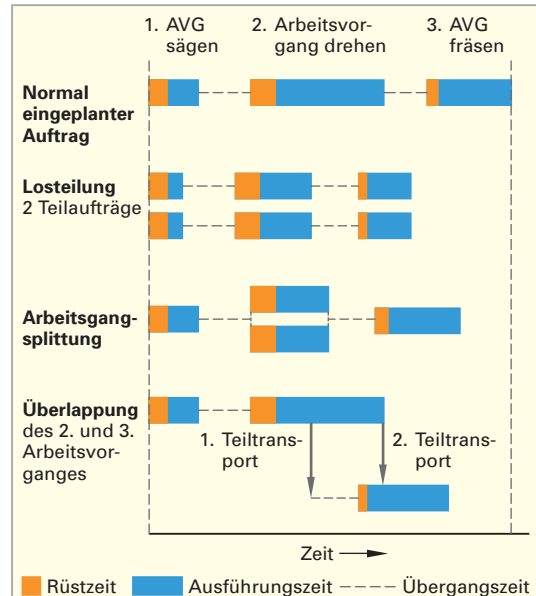 1. AVG sägen
2. Arbeitsvor-
gang drehen
3. AVG
fräsen
Normal
eingeplanter
Auftrag
Losteilung
2 Teilaufträge
Arbeitsgang-
splittung
Überlappung
des 2. und 3.
Arbeitsvor-
ganges
1. Teiltrans-
port
2. Teiltrans-
port
Zeit
Rüstzeit
Ausführungszeit
Übergangszeit